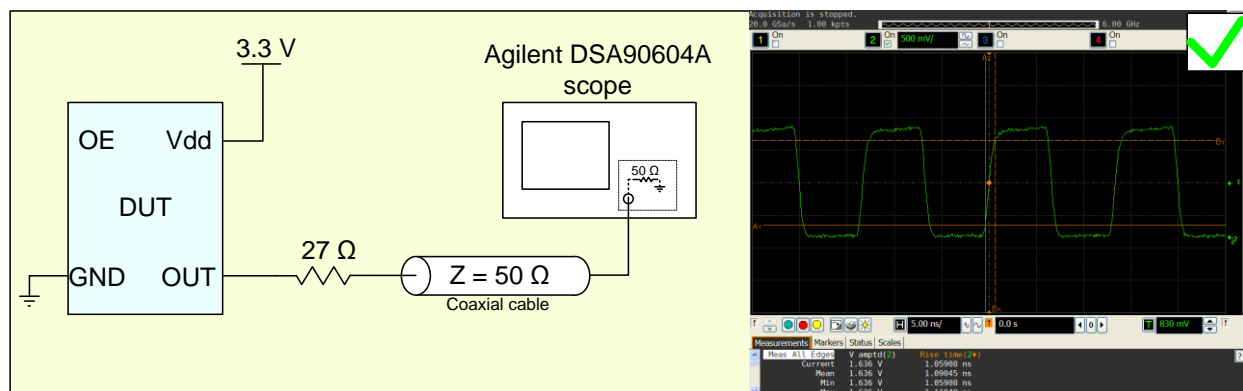 3.3 V
OE
Vdd
DUT
GND
OUT
27 Ω
Z = 50 Ω
Coaxial cable
Agilent DSA90604A
scope
50 Ω
Acquisition is stopped.
20.0 GSa/s 1.00 kpts
6.00 GHz
1 On
2 On 500 mV/
3 On
4 On
H 5.00 ns/ 0.0 s 0 T 830 mV
Measurements Markers Status Scales
Meas All Edges V amptd(2) Rise time(2)
Current 1.636 V 1.05908 ns
Mean 1.636 V 1.09045 ns
Min 1.636 V 1.05908 ns